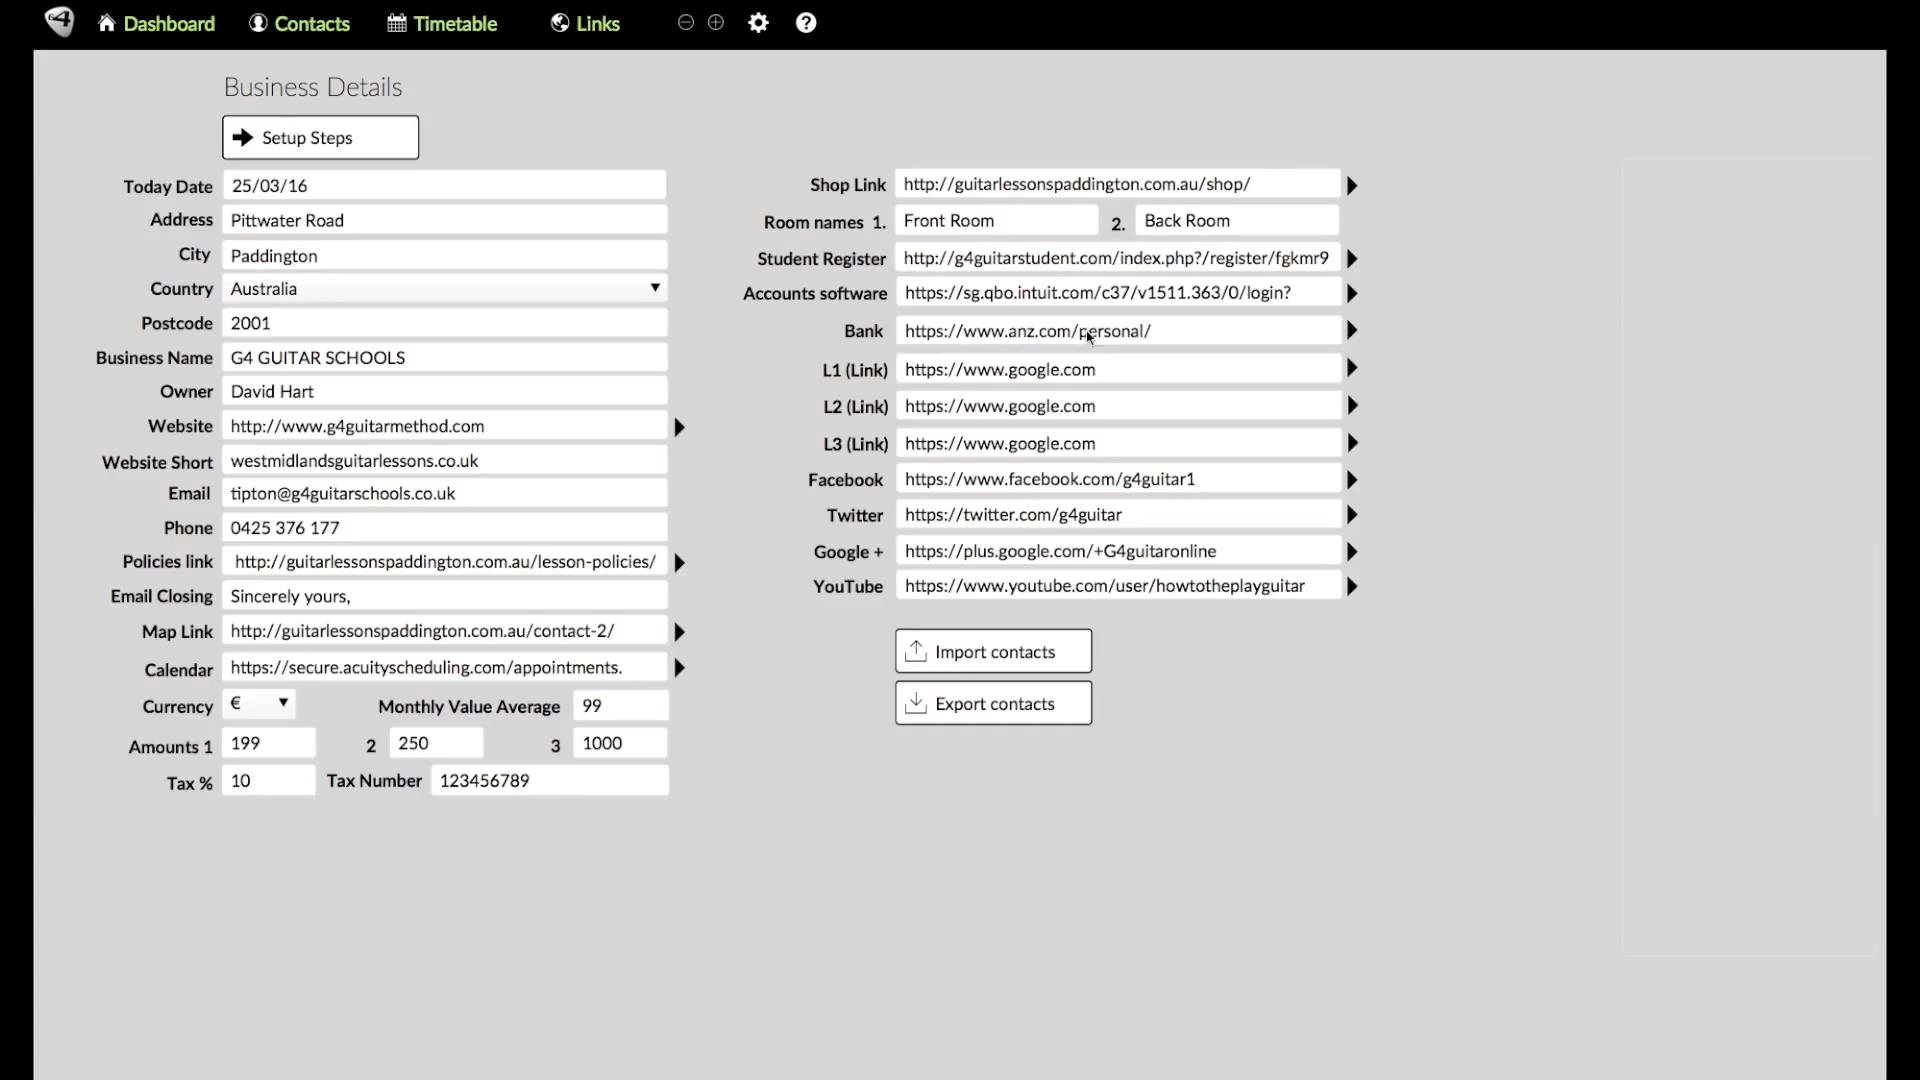 G4 Dashboard Contacts Timetable Links
Business Details
Setup Steps
Today Date 25/03/16
Address Pittwater Road
City Paddington
Country Australia
Postcode 2001
Business Name G4 GUITAR SCHOOLS
Owner David Hart
Website http://www.g4guitarmethod.com
Website Short westmidlandsguitarlessons.co.uk
Email tipton@g4guitarschools.co.uk
Phone 0425 376 177
Policies link http://guitarlessonspaddington.com.au/lesson-policies/
Email Closing Sincerely yours,
Map Link http://guitarlessonspaddington.com.au/contact-2/
Calendar https://secure.acuityscheduling.com/appointments.
Currency € Monthly Value Average 99
Amounts 1 199 2 250 3 1000
Tax % 10 Tax Number 123456789
Shop Link http://guitarlessonspaddington.com.au/shop/
Room names 1. Front Room 2. Back Room
Student Register http://g4guitarstudent.com/index.php?/register/fgkmr9
Accounts software https://sg.qbo.intuit.com/c37/v1511.363/0/login?
Bank https://www.anz.com/personal/
L1 (Link) https://www.google.com
L2 (Link) https://www.google.com
L3 (Link) https://www.google.com
Facebook https://www.facebook.com/g4guitar1
Twitter https://twitter.com/g4guitar
Google + https://plus.google.com/+G4guitaronline
YouTube https://www.youtube.com/user/howtotheplayguitar
Import contacts
Export contacts